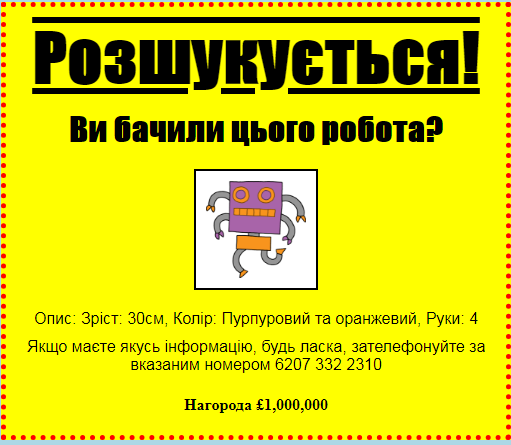 Розшукується!
Ви бачили цього робота?
Опис: Зріст: 30см, Колір: Пурпуровий та оранжевий, Руки: 4
Якщо маєте якусь інформацію, будь ласка, зателефонуйте за
вказаним номером 6207 332 2310
Нагорода £1,000,000